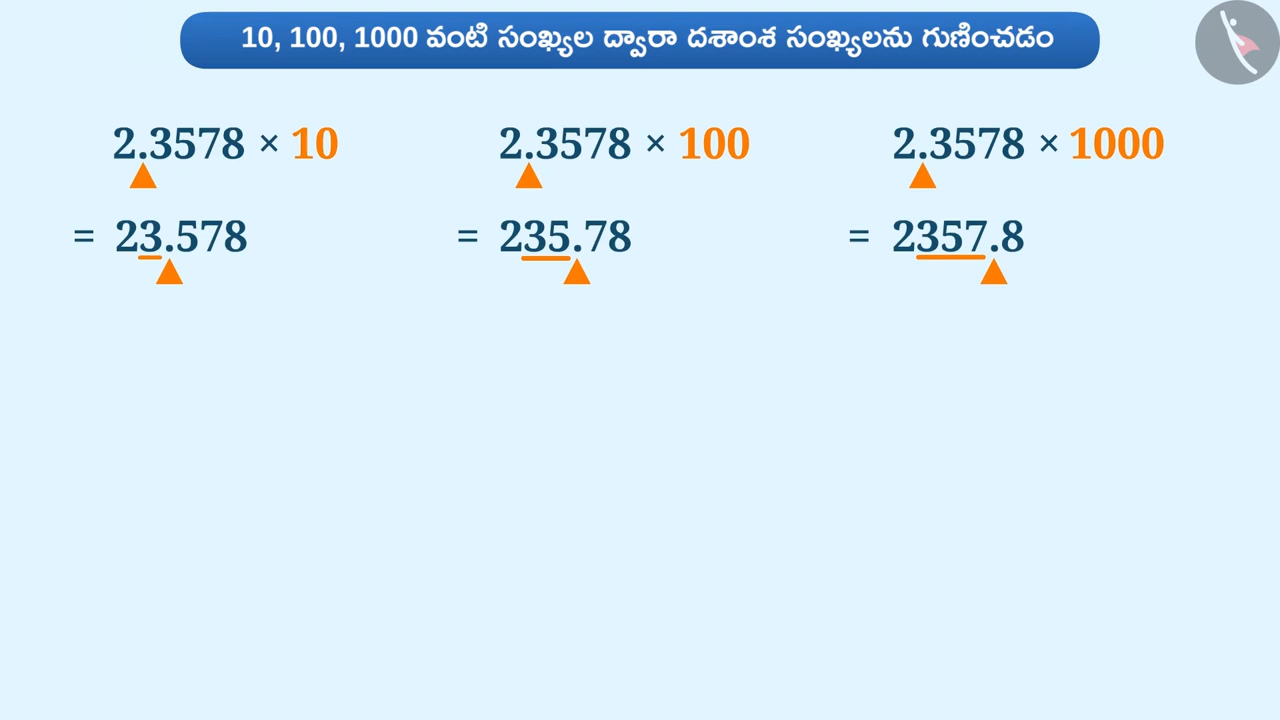 10, 100, 1000 వంటి సంఖ్యల ద్వారా దశాంశ సంఖ్యలను గుణించడం
2.3578 × 10 2.3578 × 100 2.3578 × 1000
= 23.578 = 235.78 = 2357.8